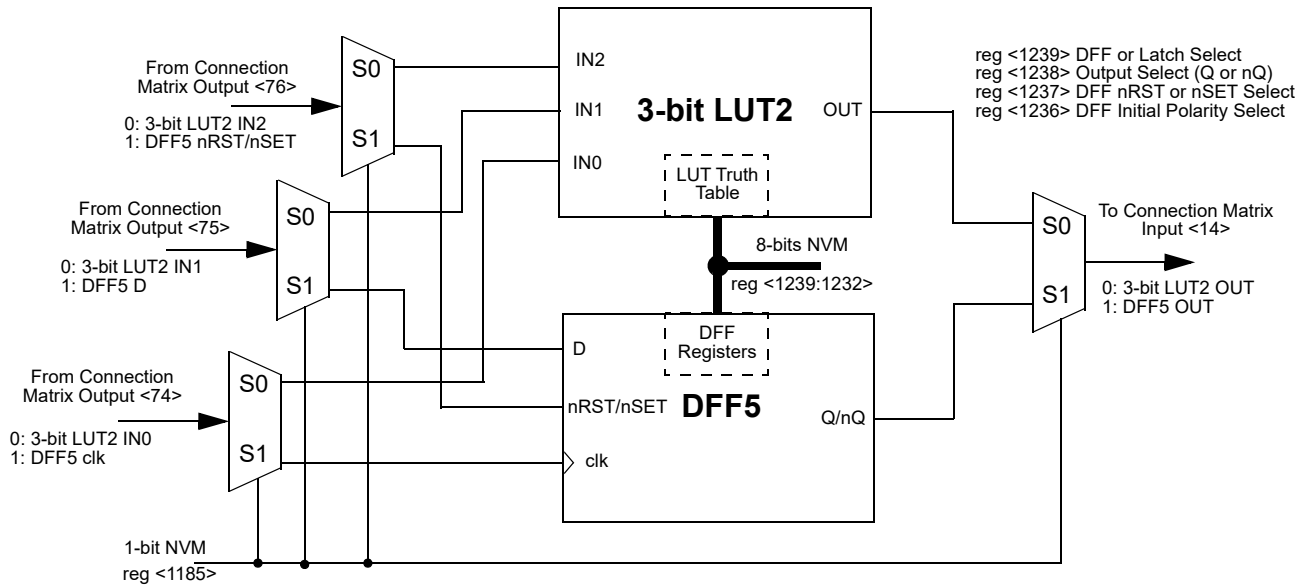 From Connection
Matrix Output <76>
0: 3-bit LUT2 IN2
1: DFF5 nRST/nSET
S0
S1
From Connection
Matrix Output <75>
0: 3-bit LUT2 IN1
1: DFF5 D
S0
S1
From Connection
Matrix Output <74>
0: 3-bit LUT2 IN0
1: DFF5 clk
S0
S1
1-bit NVM
reg <1185>
IN2
IN1
IN0
3-bit LUT2
OUT
LUT Truth
Table
8-bits NVM
reg <1239:1232>
DFF
Registers
D
nRST/nSET
clk
DFF5
Q/nQ
reg <1239> DFF or Latch Select
reg <1238> Output Select (Q or nQ)
reg <1237> DFF nRST or nSET Select
reg <1236> DFF Initial Polarity Select
S0
S1
To Connection Matrix
Input <14>
0: 3-bit LUT2 OUT
1: DFF5 OUT